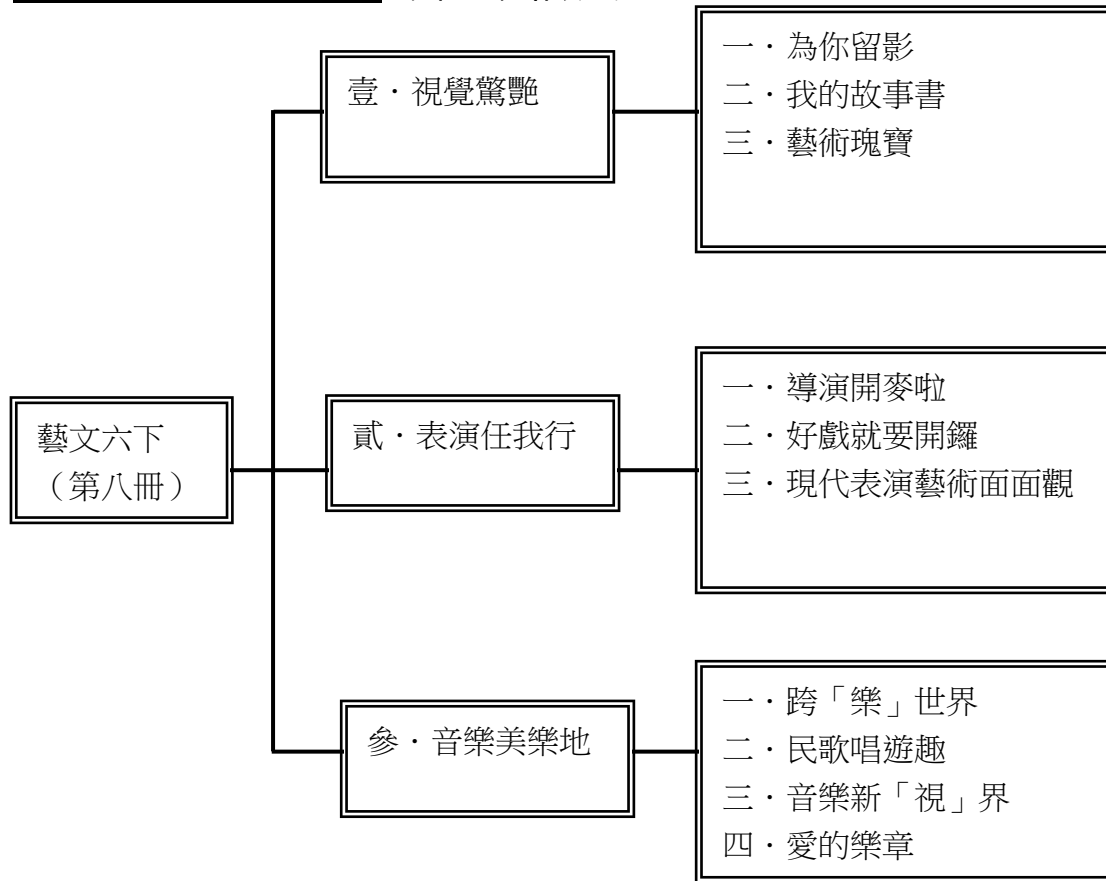 壹．視覺驚艷
一．為你留影
二．我的故事書
三．藝術瑰寶
藝文六下
（第八冊）
貳．表演任我行
一．導演開麥啦
二．好戲就要開鑼
三．現代表演藝術面面觀
參．音樂美樂地
一．跨「樂」世界
二．民歌唱遊趣
三．音樂新「視」界
四．愛的樂章